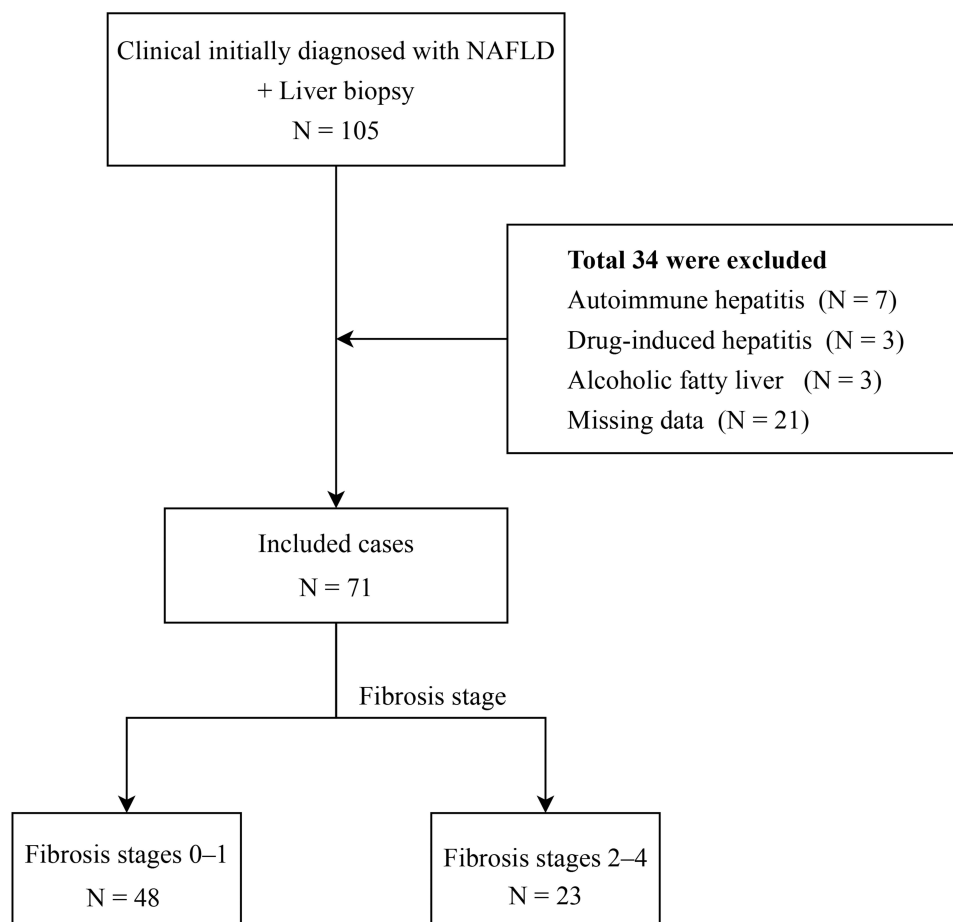 Clinical initially diagnosed with NAFLD
+ Liver biopsy
N = 105
Total 34 were excluded
Autoimmune hepatitis (N = 7)
Drug-induced hepatitis (N = 3)
Alcoholic fatty liver (N = 3)
Missing data (N = 21)
Included cases
N = 71
Fibrosis stage
Fibrosis stages 0–1
N = 48
Fibrosis stages 2–4
N = 23